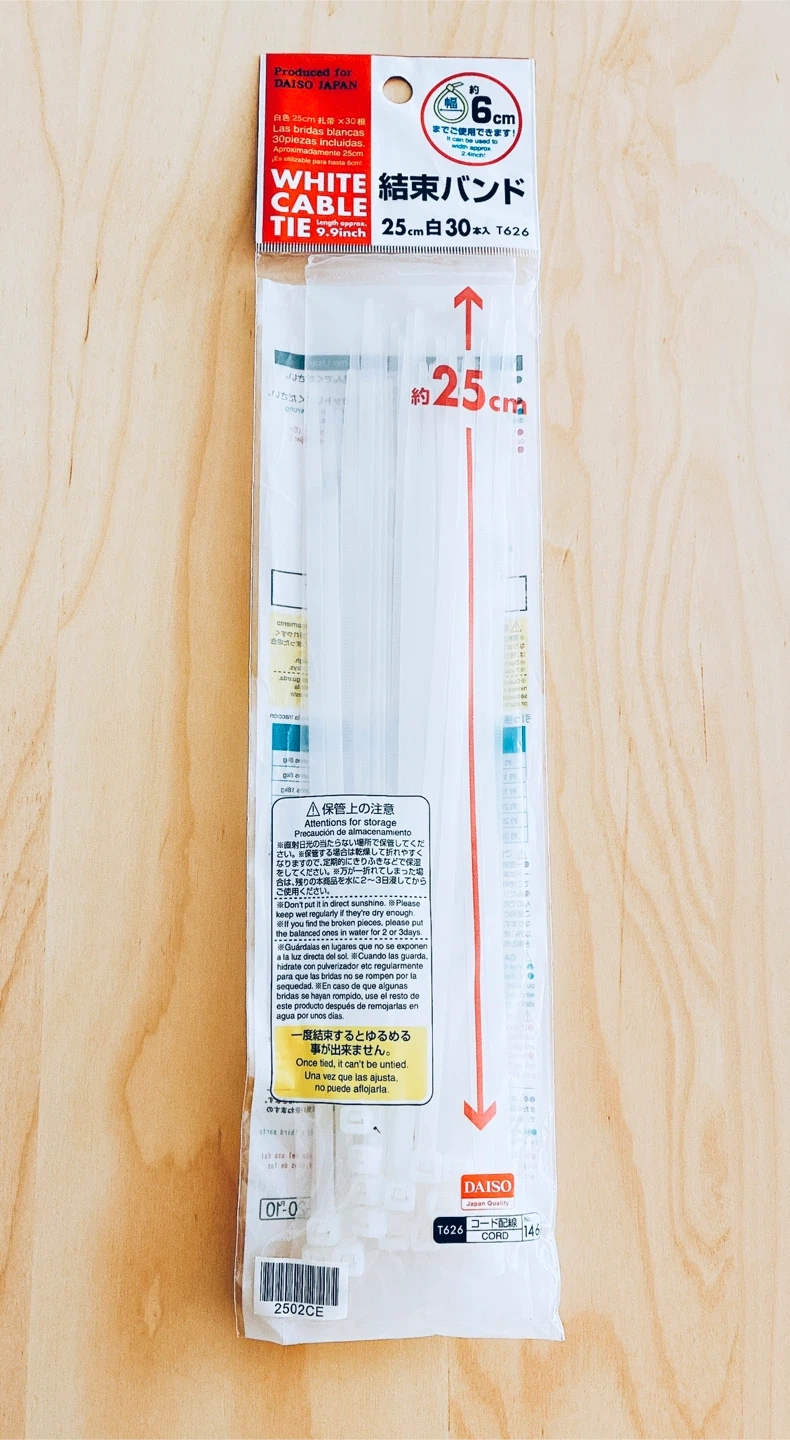 Produced for
DAISO JAPAN
白色 25cm 扎带 ×30根
Las bridas blancas
30piezas incluidas.
Aproximadamente 25cm
¡Es utilizable para hasta 6cm!
WHITE
CABLE
TIE Length approx.
9.9inch
幅
約
6cm
までご使用できます!
It can be used to
width approx.
2.4inch!
結束バンド
25cm白30本入 T626
約25cm
保管上の注意
Attentions for storage
Precaución de almacenamiento
※直射日光の当たらない場所で保管してくだ
さい。※保管する場合は乾燥して折れやすく
なりますので、定期的にきりふきなどで保湿
をしてください。※万が一折れてしまった場
合は、残りの本商品を水に2〜3日浸してから
ご使用ください。
※Don't put it in direct sunshine. ※Please
keep wet regularly if they're dry enough.
※If you find the broken pieces, please put
the balanced ones in water for 2 or 3days.
※Guárdalas en lugares que no se exponen
a la luz directa del sol. ※Cuando las guarda,
hidrate con pulverizador etc regularmente
para que las bridas no se rompen por la
sequedad. ※En caso de que algunas
bridas se hayan rompido, use el resto de
este producto después de remojarlas en
agua por unos días.
一度結束するとゆるめる
事が出来ません。
Once tied, it can't be untied.
Una vez que las ajusta,
no puede aflojarla.
DAISO
Japan Quality
T626 コード配線 No.
CORD 146
2502CE